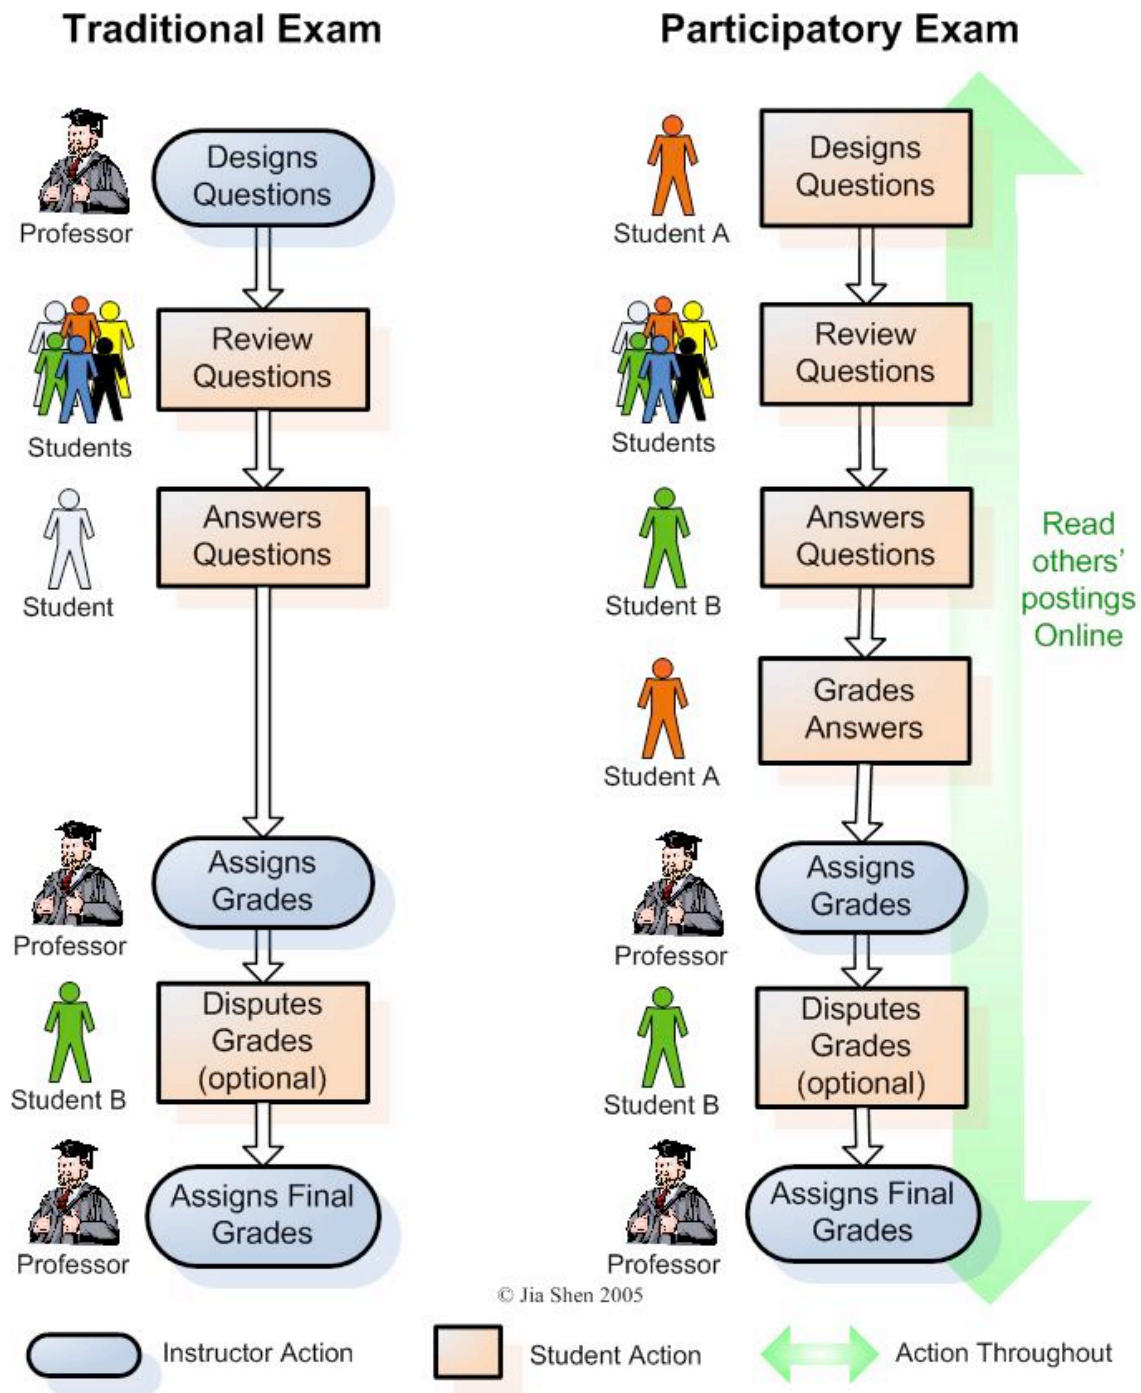 Traditional Exam
Designs
Questions
Professor
Review
Questions
Students
Answers
Questions
Student
Assigns
Grades
Professor
Disputes
Grades
(optional)
Student B
Assigns Final
Grades
Professor
Participatory Exam
Designs
Questions
Student A
Review
Questions
Students
Answers
Questions
Student B
Grades
Answers
Student A
Assigns
Grades
Professor
Disputes
Grades
(optional)
Student B
Assigns Final
Grades
Professor
Read
others'
postings
Online
© Jia Shen 2005
Instructor Action
Student Action
Action Throughout